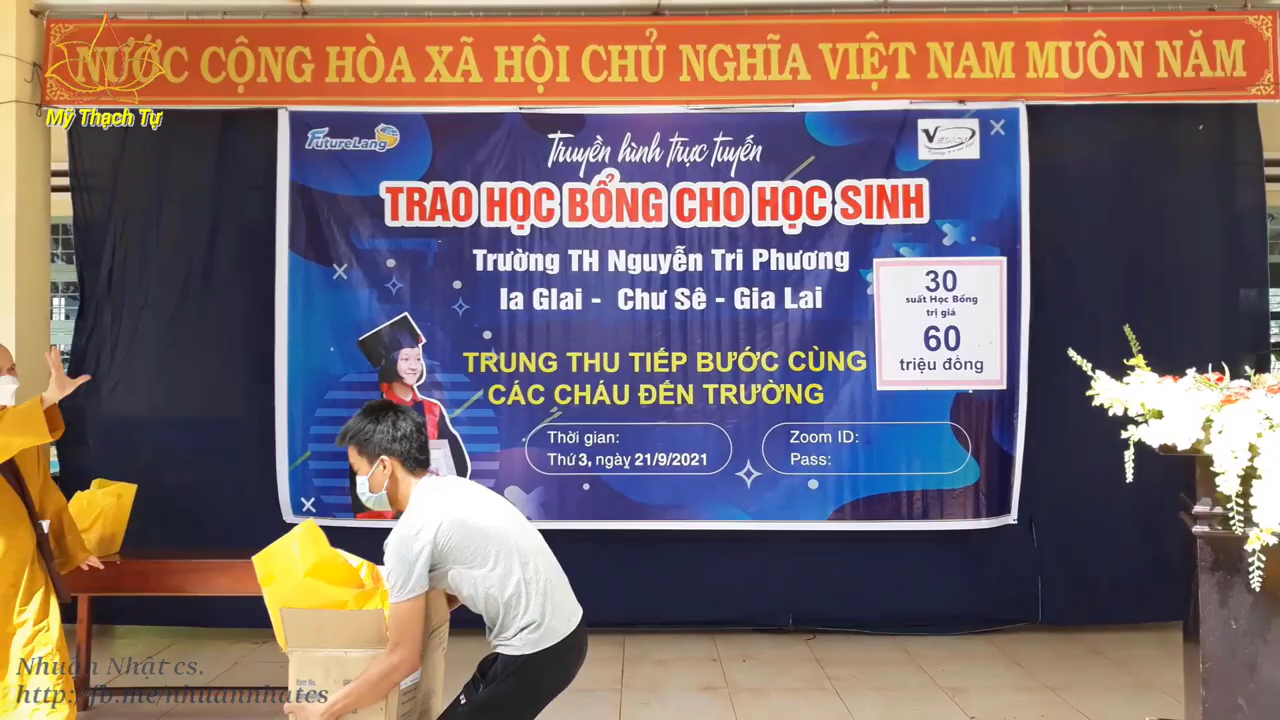 NƯỚC CỘNG HÒA XÃ HỘI CHỦ NGHĨA VIỆT NAM MUÔN NĂM
Mỹ Thạch Tự
FutureLang
VEDICO
Truyền hình trực tuyến
TRAO HỌC BỔNG CHO HỌC SINH
Trường TH Nguyễn Tri Phương
Ia Glai - Chư Sê - Gia Lai
30
suất Học Bổng
trị giá
60
triệu đồng
TRUNG THU TIẾP BƯỚC CÙNG
CÁC CHÁU ĐẾN TRƯỜNG
Thời gian:
Thứ 3, ngày 21/9/2021
Zoom ID:
Pass:
Nhuận Nhật cs.
http://fb.me/nhuannhatcs